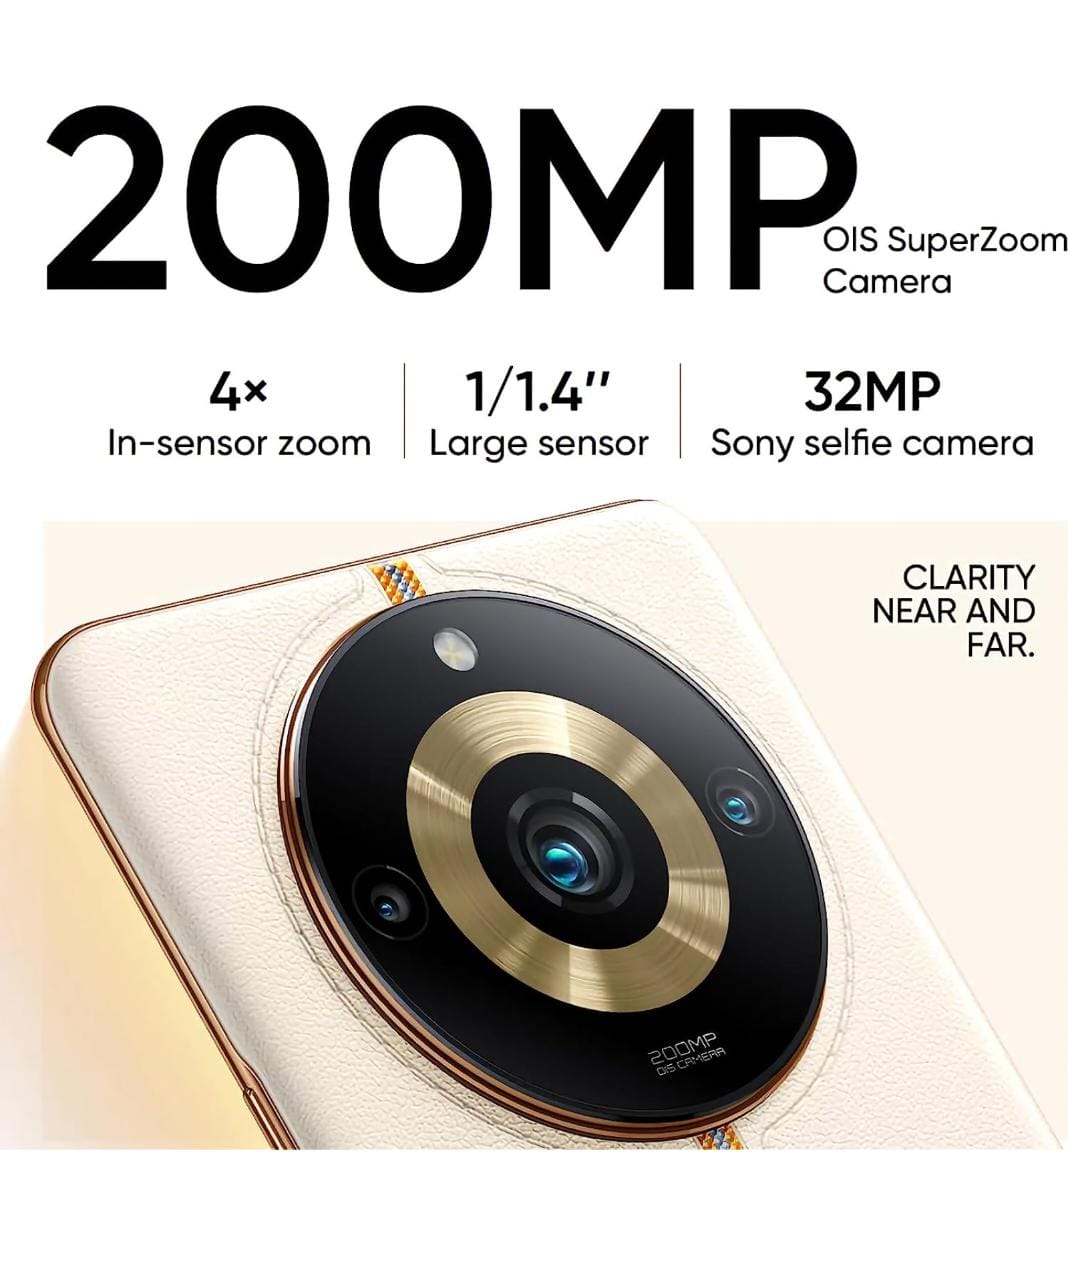 200MP
OIS SuperZoom
Camera
4×
In-sensor zoom
1/1.4″
Large sensor
32MP
Sony selfie camera
CLARITY
NEAR AND
FAR.
200MP
OIS CAMERA